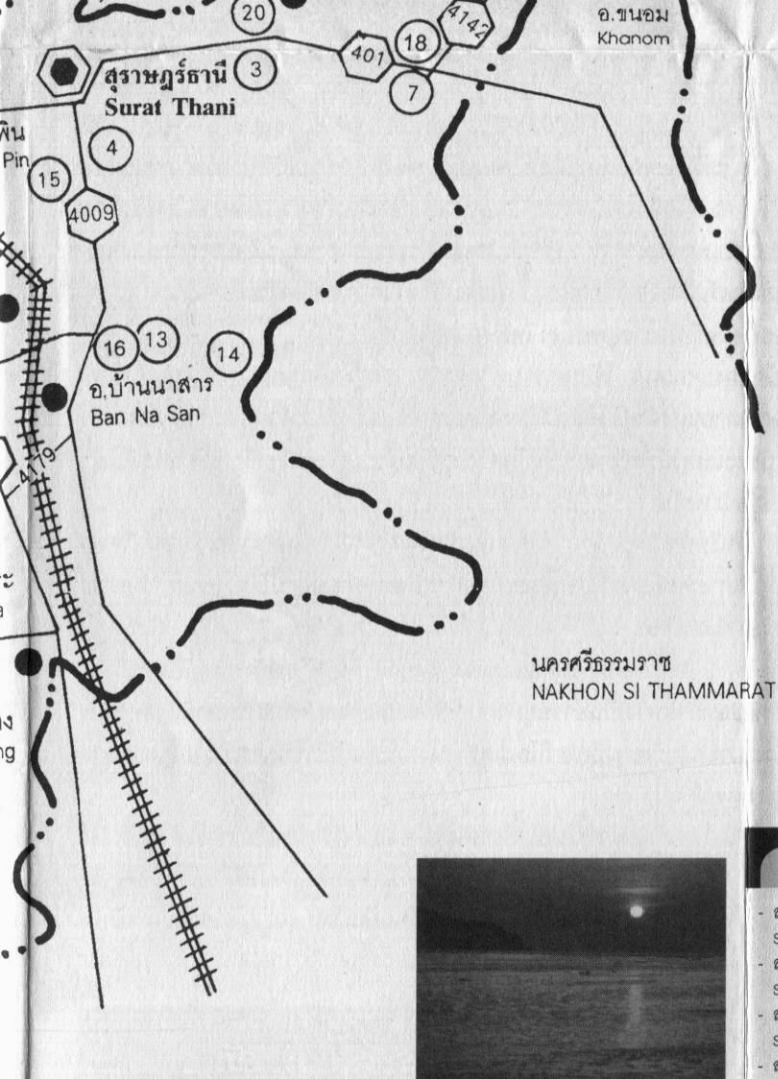 20
4142
อ.ขนอม
Khanom
18
401
สุราษฎร์ธานี
Surat Thani
3
7
4
Pin
15
4009
16
13
14
อ.บ้านนาสาร
Ban Na San
นครศรีธรรมราช
NAKHON SI THAMMARAT